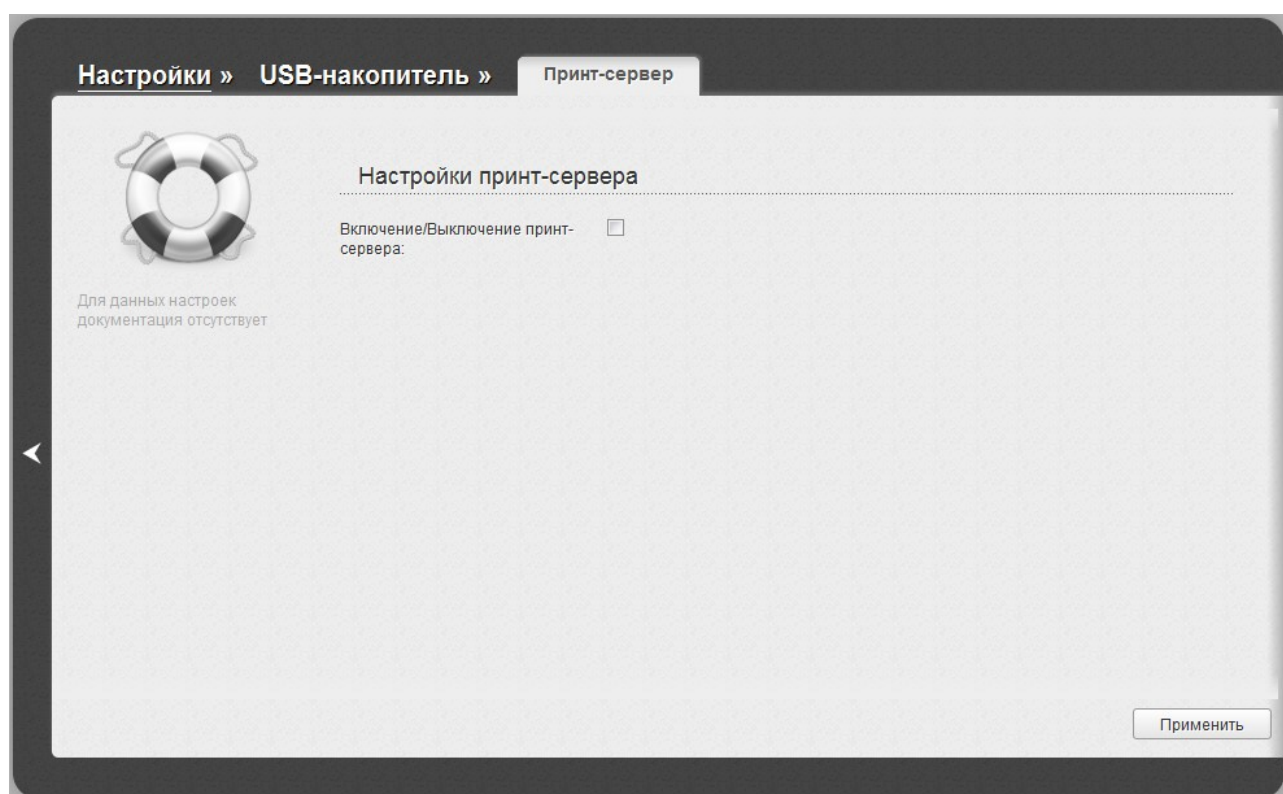 Настройки » USB-накопитель » Принт-сервер
Настройки принт-сервера
Включение/Выключение принт-
сервера:
Для данных настроек
документация отсутствует
Применить